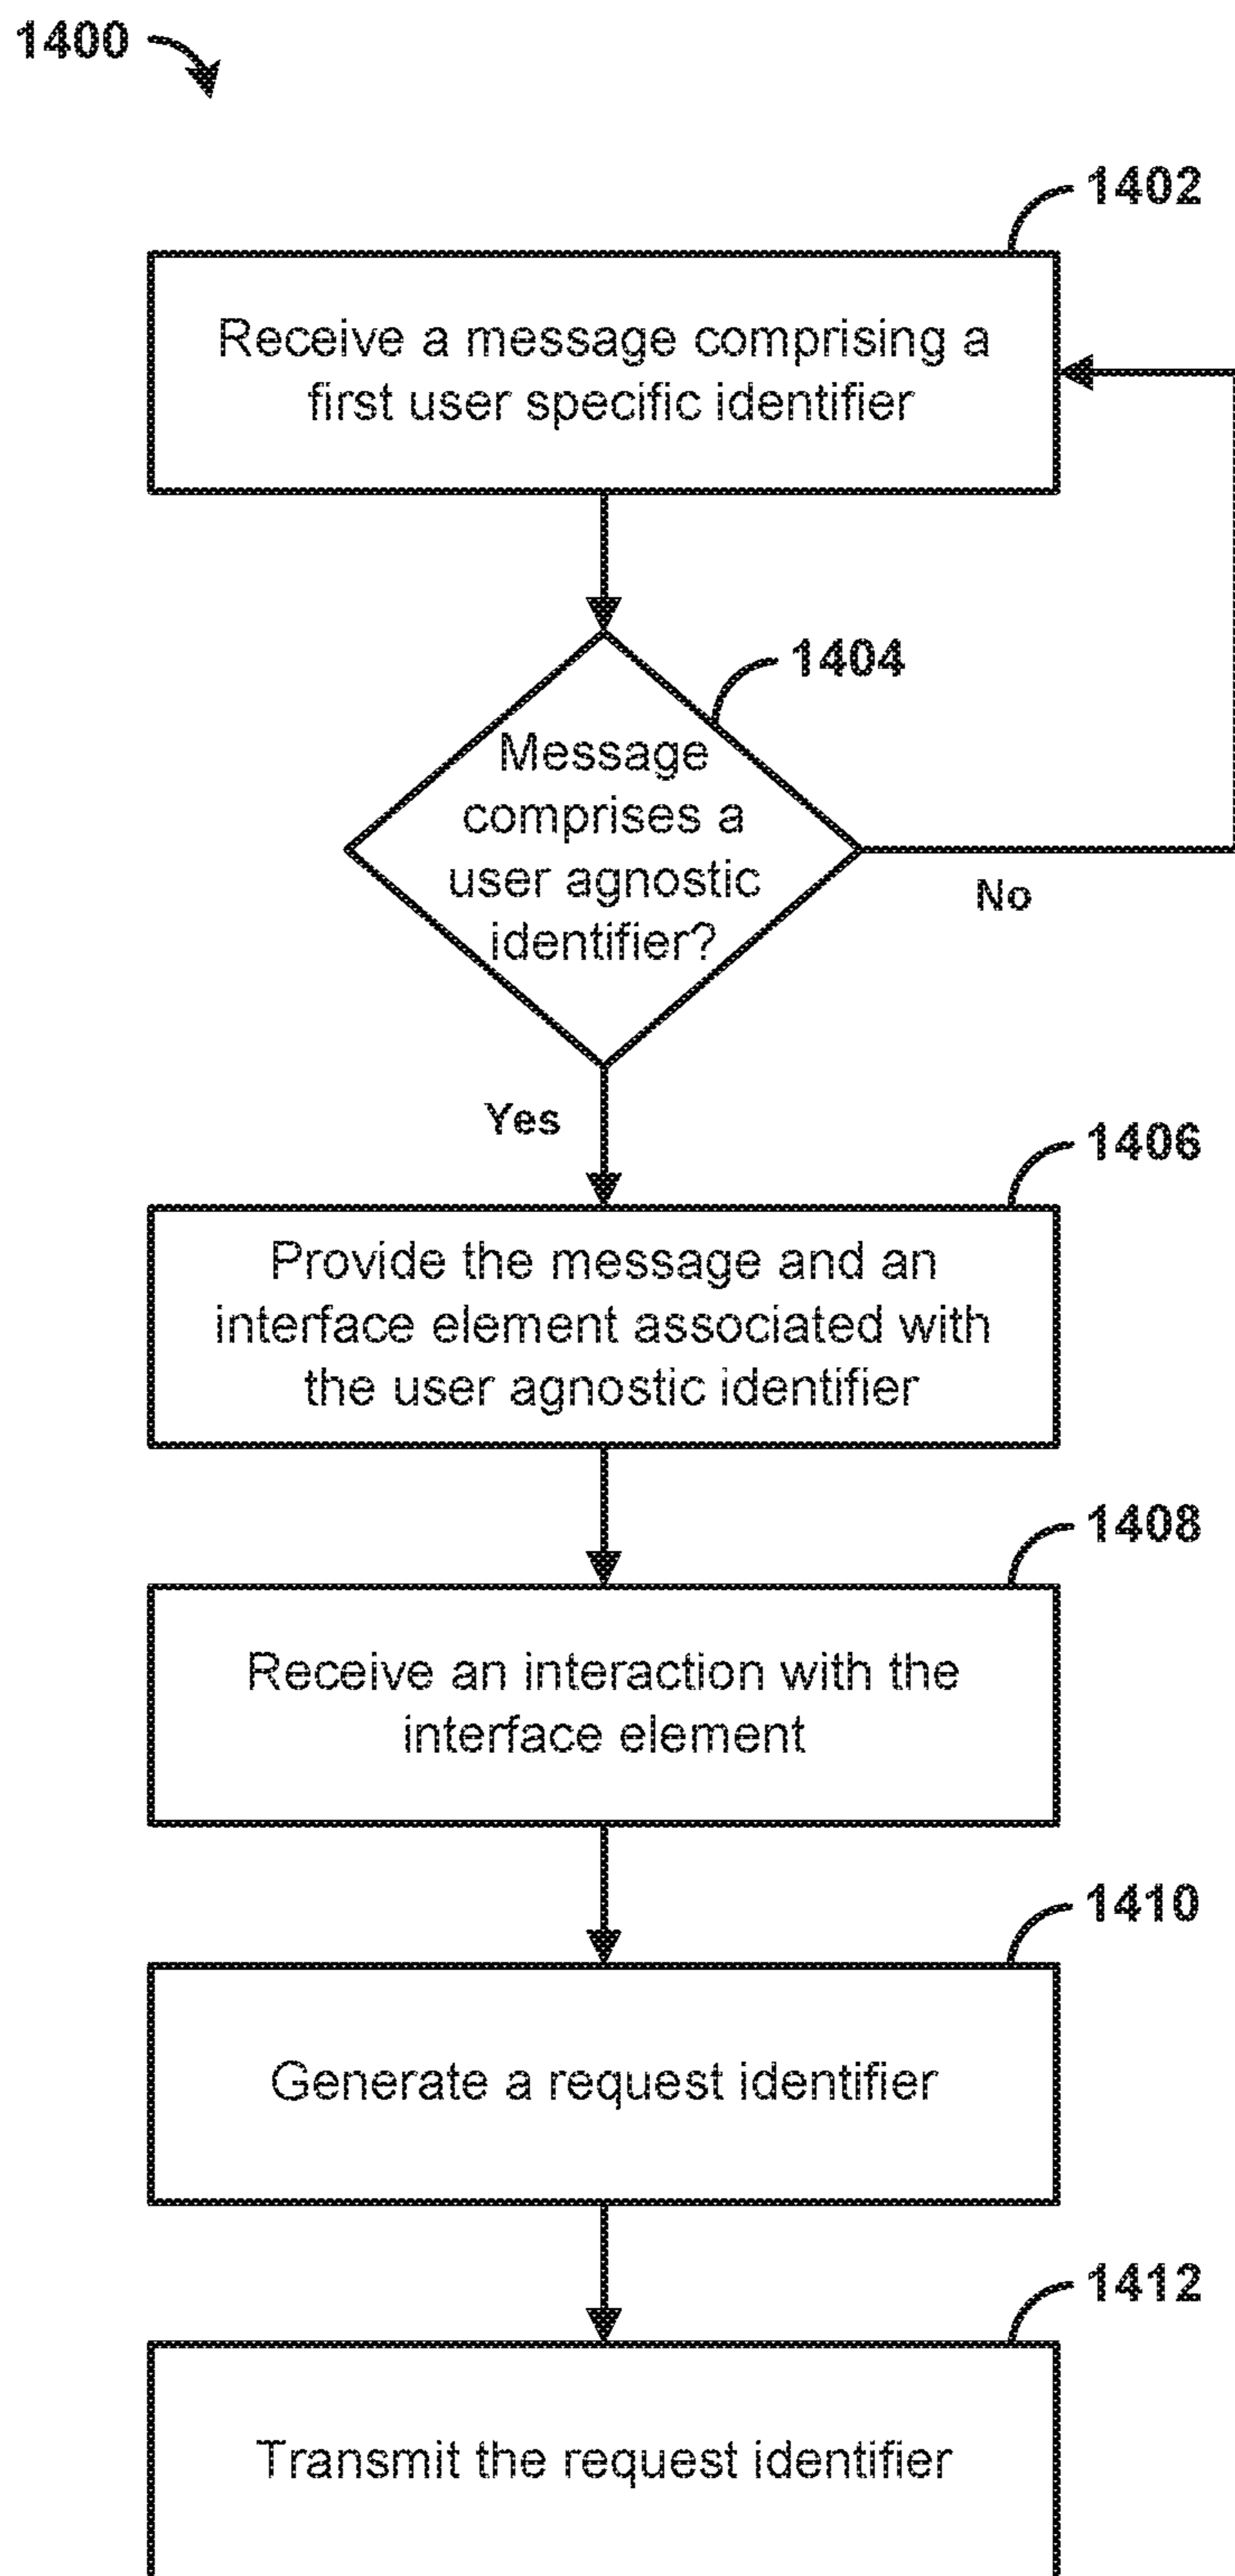 1400
1402
Receive a message comprising a
first user specific identifier
1404
Message
comprises a
user agnostic
identifier?
No
Yes
1406
Provide the message and an
interface element associated with
the user agnostic identifier
1408
Receive an interaction with the
interface element
1410
Generate a request identifier
1412
Transmit the request identifier